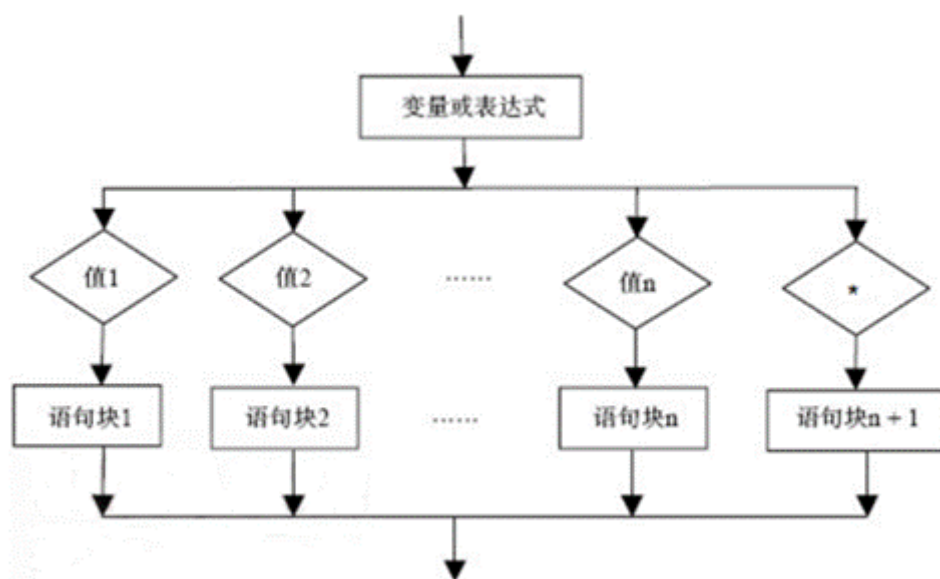 变量或表达式
值1
值2
……
值n
*
语句块1
语句块2
……
语句块n
语句块n + 1